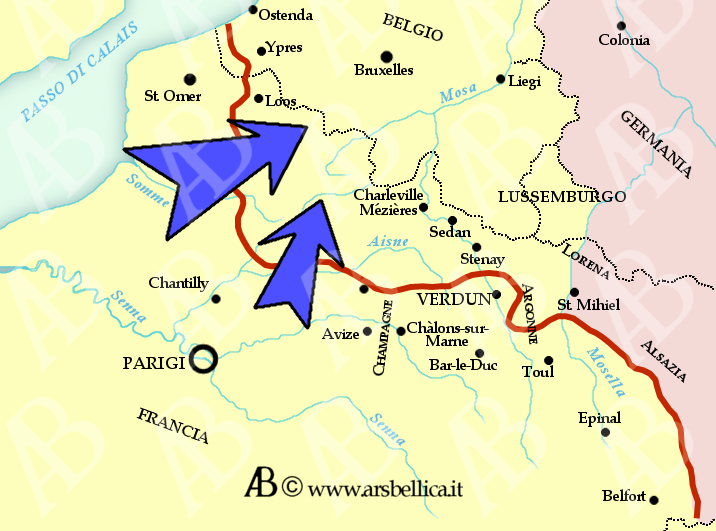 Ostenda
BELGIO
Colonia
PASSO DI CALAIS
Ypres
Bruxelles
Liegi
St Omer
Loos
Mosa
GERMANIA
Somme
Charleville
Mézières
LUSSEMBURGO
Sedan
Aisne
Stenay
LORENA
Chantilly
Senna
VERDUN
ARGONNE
St Mihiel
Avize
CHAMPAGNE
Châlons-sur-
Marne
Bar-le-Duc
Toul
Mosella
ALSAZIA
PARIGI
FRANCIA
Senna
Epinal
Belfort
AB © www.arsbellica.it